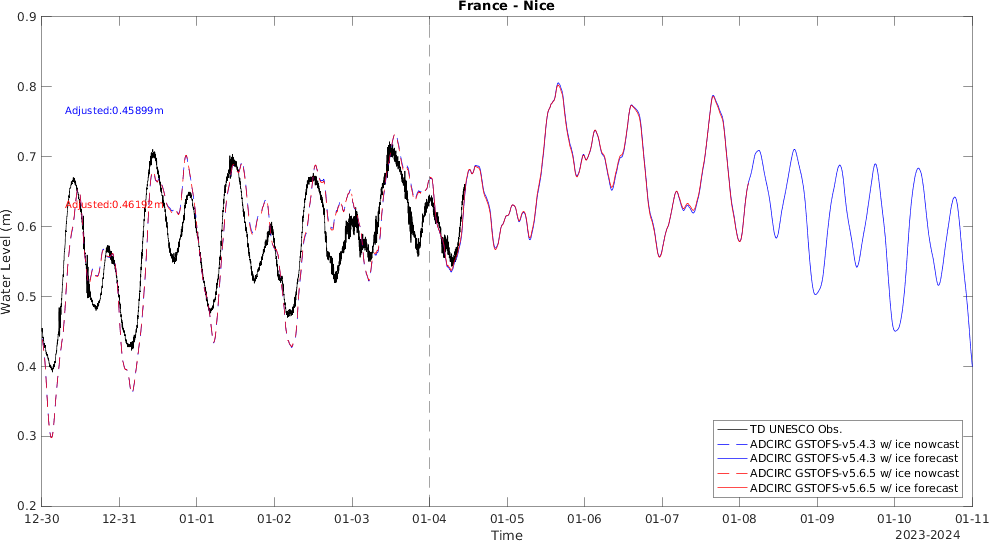 France - Nice
0.9
0.8
0.7
0.6
0.5
0.4
0.3
0.2
Water Level (m)
Adjusted:0.45899m
Adjusted:0.46192m
TD UNESCO Obs.
ADCIRC GSTOFS-v5.4.3 w/ ice nowcast
ADCIRC GSTOFS-v5.4.3 w/ ice forecast
ADCIRC GSTOFS-v5.6.5 w/ ice nowcast
ADCIRC GSTOFS-v5.6.5 w/ ice forecast
12-30 12-31 01-01 01-02 01-03 01-04 01-05 01-06 01-07 01-08 01-09 01-10 01-11
Time
2023-2024